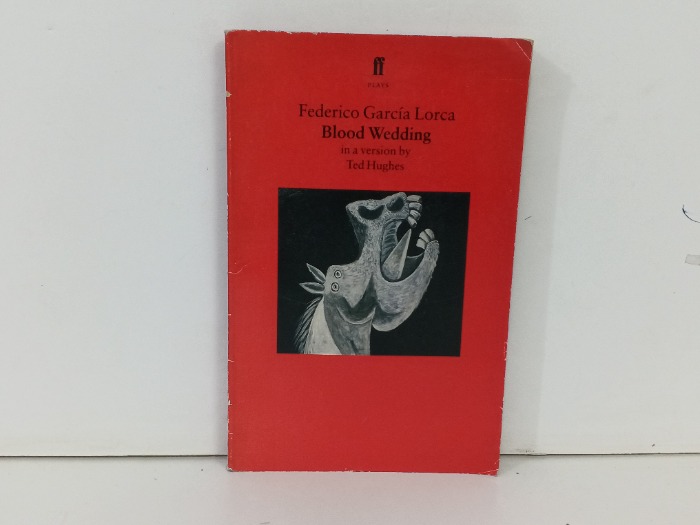 ff
PLAYS
Federico García Lorca
Blood Wedding
in a version by
Ted Hughes